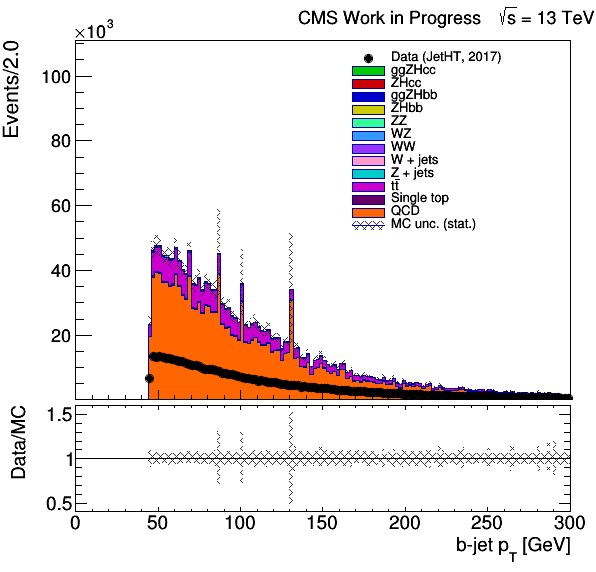 CMS Work in Progress √s = 13 TeV
×10³
Events/2.0
100
80
60
40
20
Data (JetHT, 2017)
ggZHcc
ZHcc
ggZHbb
ZHbb
ZZ
WZ
WW
W + jets
Z + jets
tt̄
Single top
QCD
MC unc. (stat.)
Data/MC
1.5
1
0.5
0 50 100 150 200 250 300
b-jet p_T [GeV]